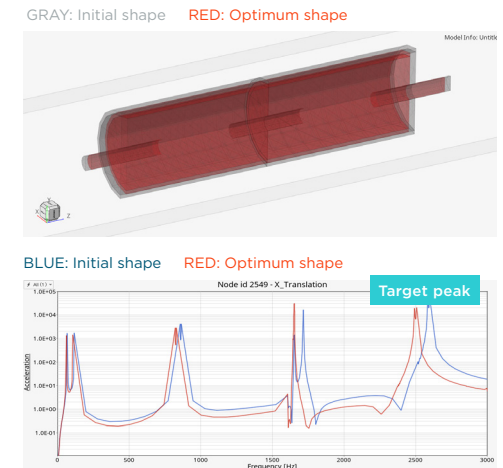 GRAY: Initial shape RED: Optimum shape
Model Info: Untitle
X Z
BLUE: Initial shape RED: Optimum shape
All (1)
Node id 2549 - X_Translation
Target peak
1.0E+05
1.0E+04
1.0E+03
1.0E+02
1.0E+01
1.0E+00
1.0E-01
Acceleration
0 500 1000 1500 2000 2500 3000
Frequency [Hz]